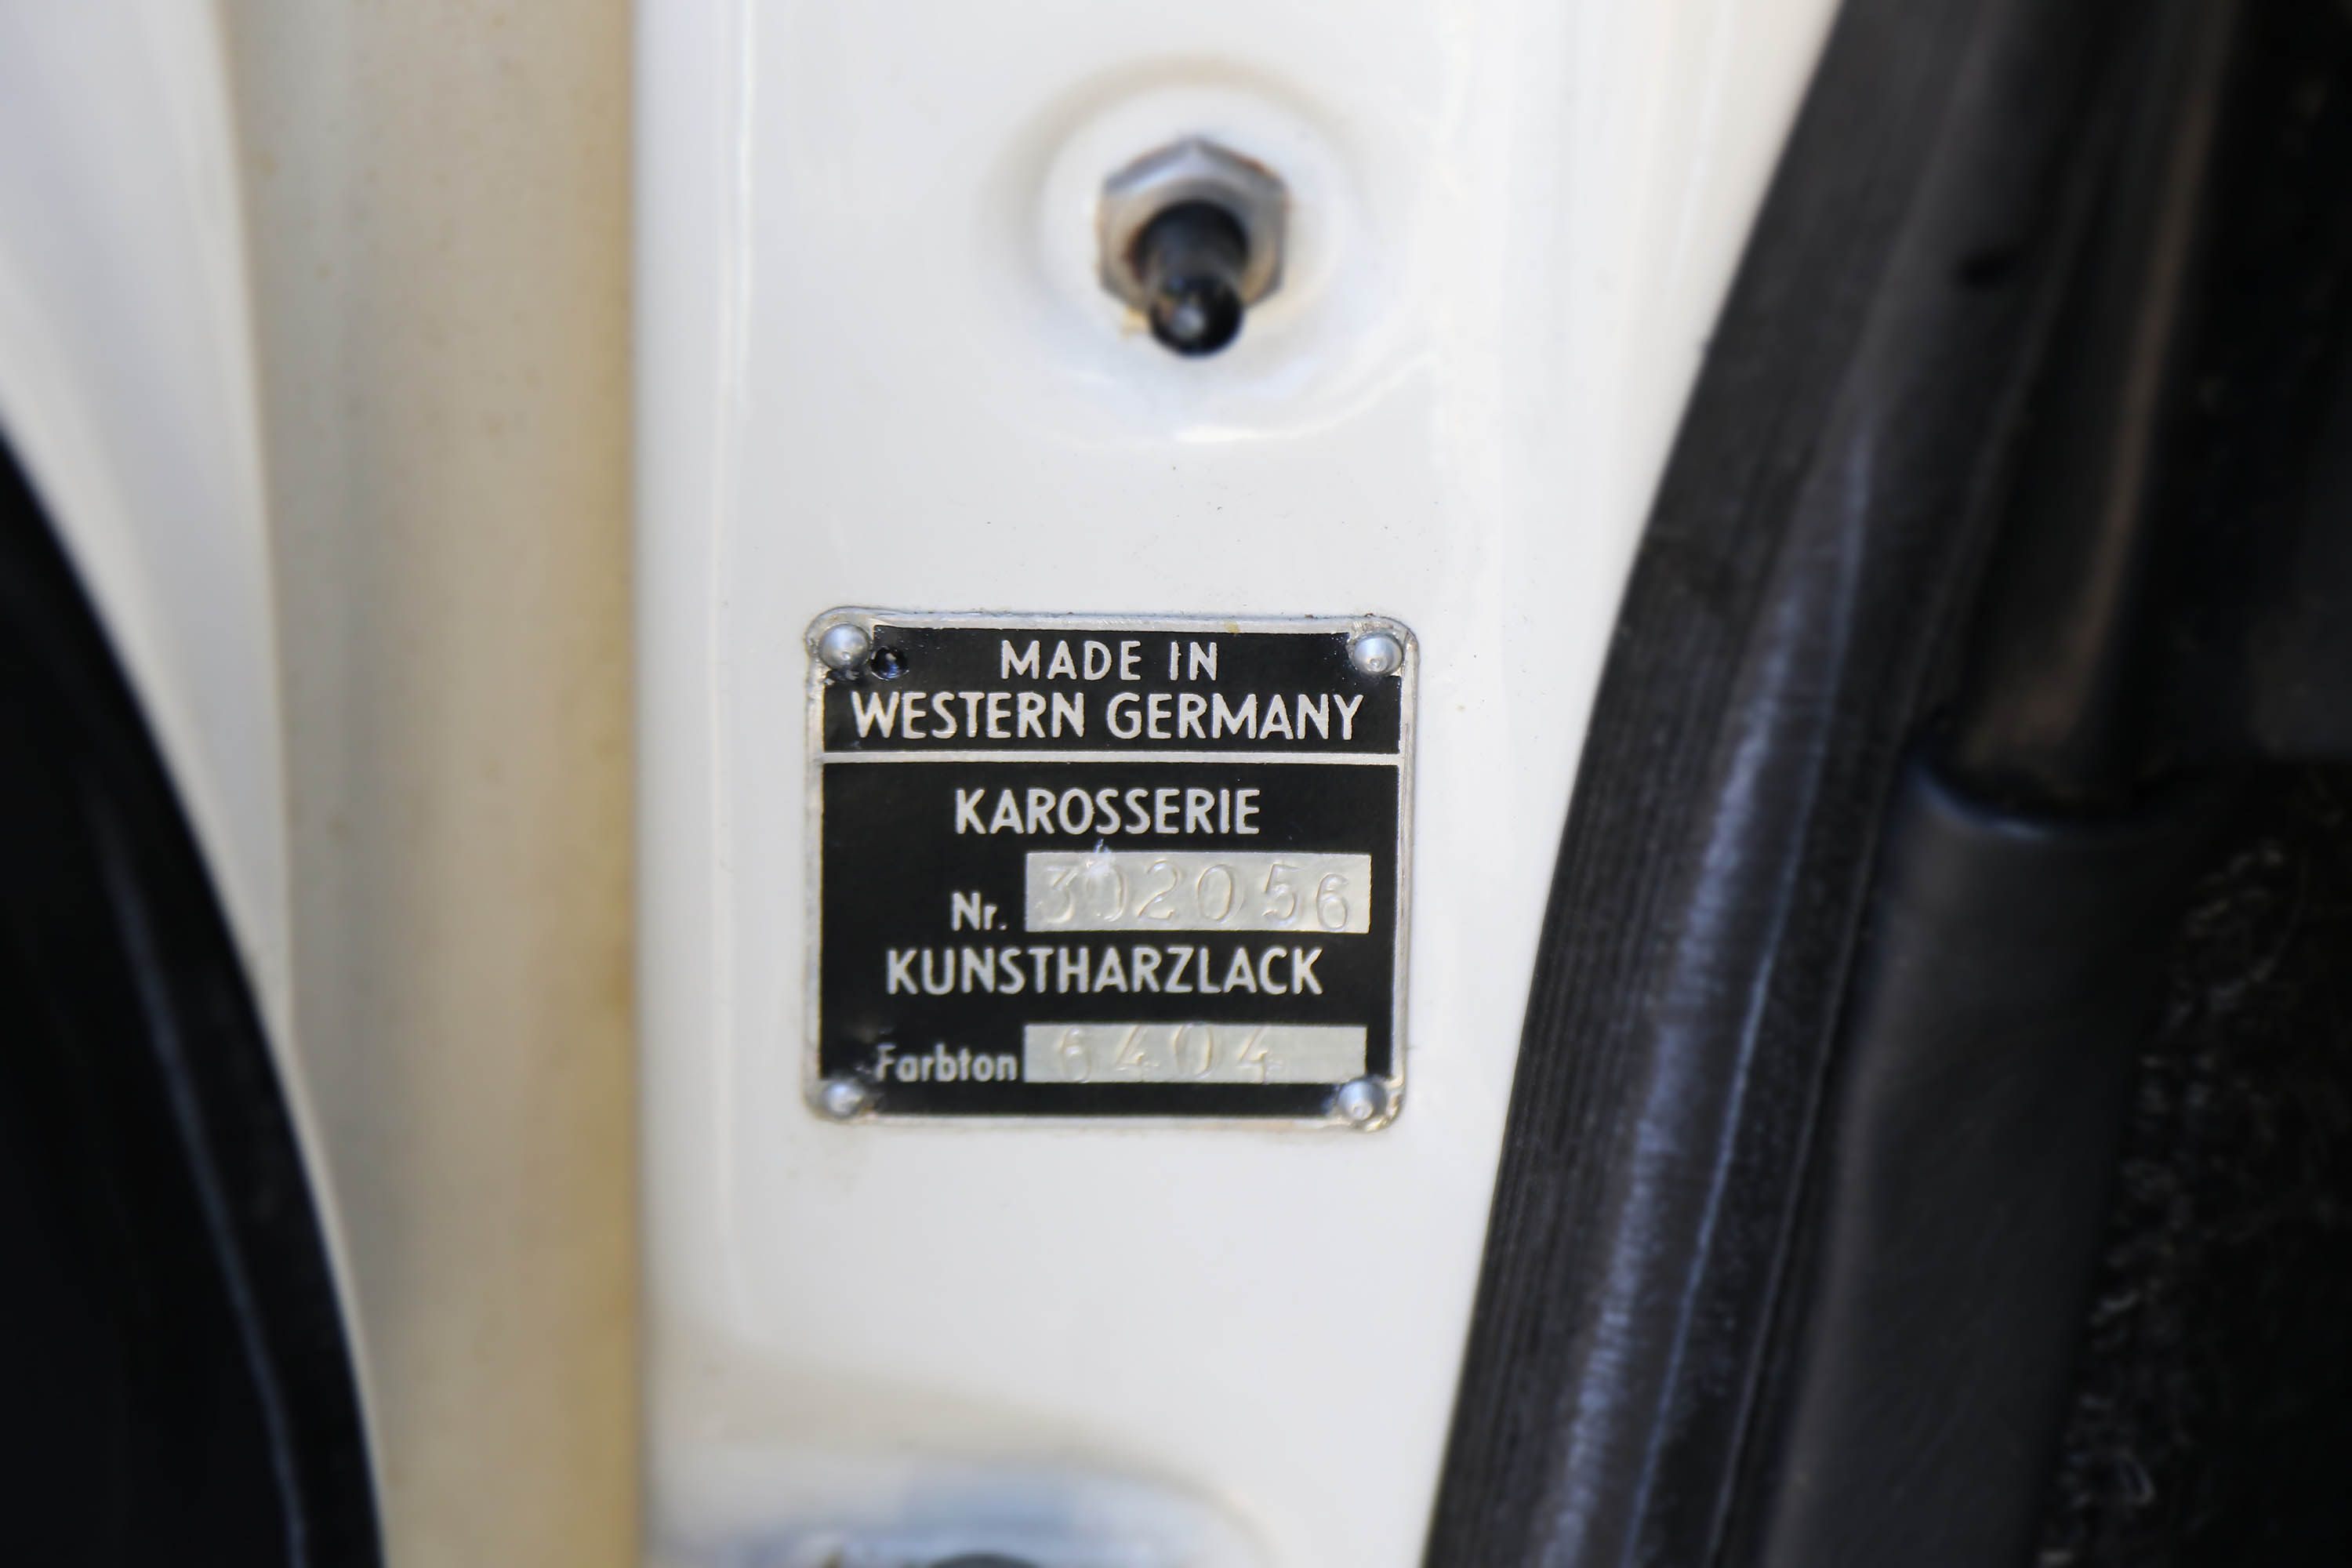 MADE IN
WESTERN GERMANY
KAROSSERIE
Nr. 302056
KUNSTHARZLACK
Farbton 6404